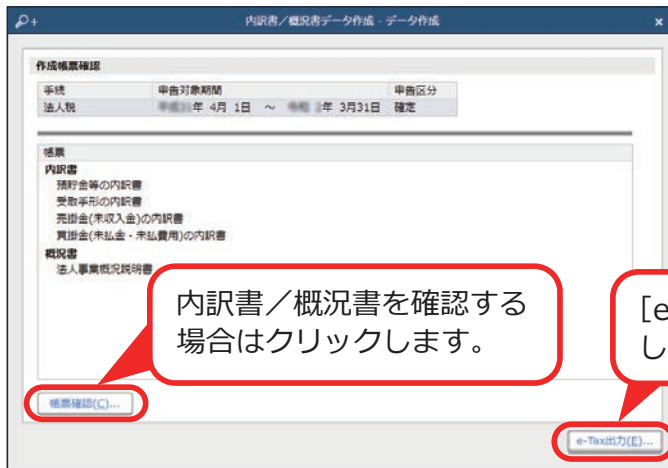 内訳書/概況書データ作成 - データ作成
作成帳票確認
手続 申告対象期間 申告区分
法人税 年 4月 1日 ～ 年 3月31日 確定
帳票
内訳書
預貯金等の内訳書
受取手形の内訳書
売掛金(未収入金)の内訳書
買掛金(未払金・未払費用)の内訳書
概況書
法人事業概況説明書
内訳書／概況書を確認する
場合はクリックします。
[e
し
帳票確認(C)...
e-Tax出力(E)...